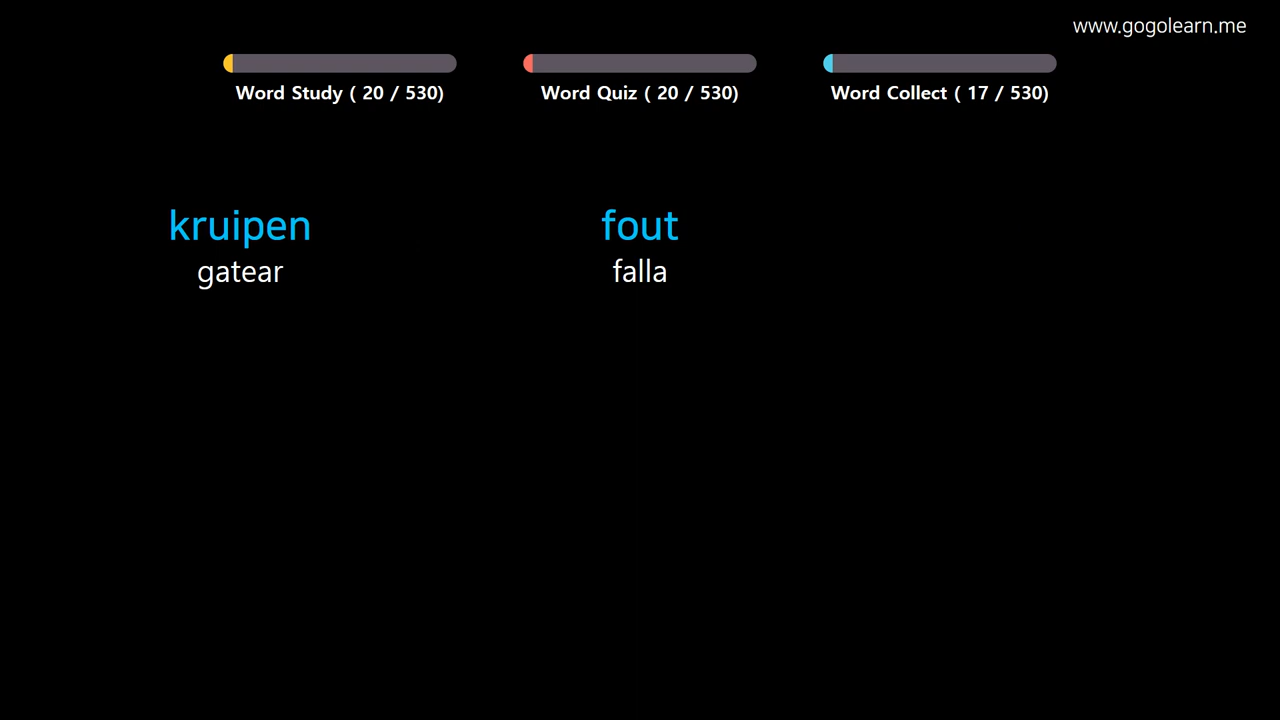 www.gogolearn.me
Word Study ( 20 / 530)
Word Quiz ( 20 / 530)
Word Collect ( 17 / 530)
kruipen
gatear
fout
falla